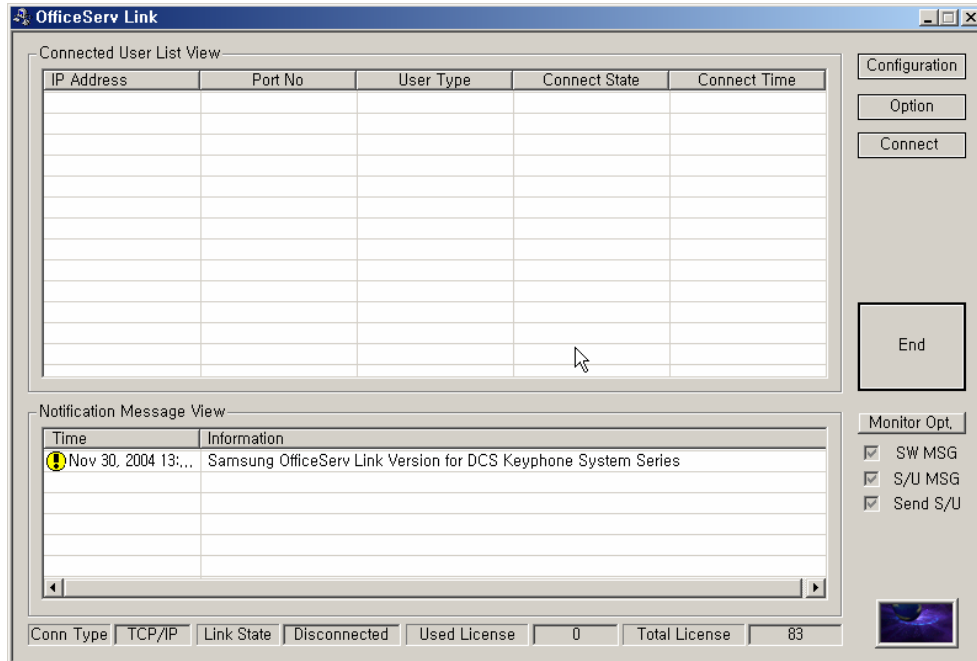 OfficeServ Link
Connected User List View
IP Address Port No User Type Connect State Connect Time
Configuration
Option
Connect
End
Notification Message View
Time Information
Nov 30, 2004 13:... Samsung OfficeServ Link Version for DCS Keyphone System Series
Monitor Opt.
SW MSG
S/U MSG
Send S/U
Conn Type TCP/IP Link State Disconnected Used License 0 Total License 83